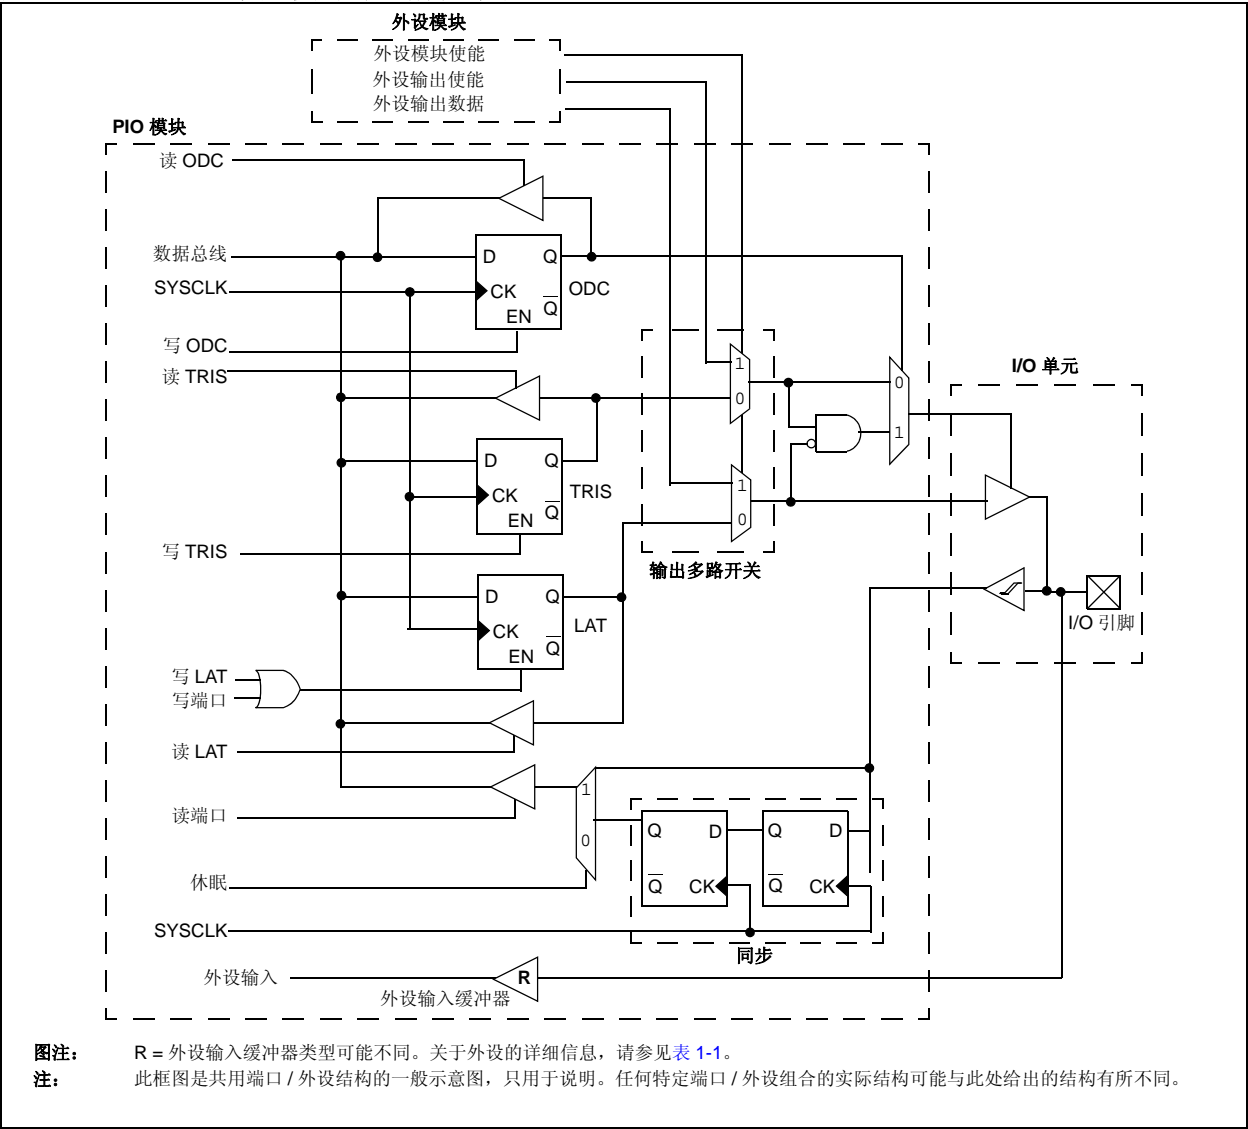 外设模块
外设模块使能
外设输出使能
外设输出数据
PIO 模块
读 ODC
数据总线
D
Q
SYSCLK
CK
ODC
Q
EN
写 ODC
读 TRIS
1
0
0
1
I/O 单元
D
Q
CK
TRIS
Q
EN
1
0
写 TRIS
输出多路开关
D
Q
CK
LAT
Q
EN
I/O 引脚
写 LAT
写端口
读 LAT
1
0
读端口
Q
D
Q
D
Q
CK
Q
CK
休眠
SYSCLK
同步
外设输入
R
外设输入缓冲器
图注： R = 外设输入缓冲器类型可能不同。关于外设的详细信息，请参见表 1-1。
注： 此框图是共用端口 / 外设结构的一般示意图，只用于说明。任何特定端口 / 外设组合的实际结构可能与此处给出的结构有所不同。